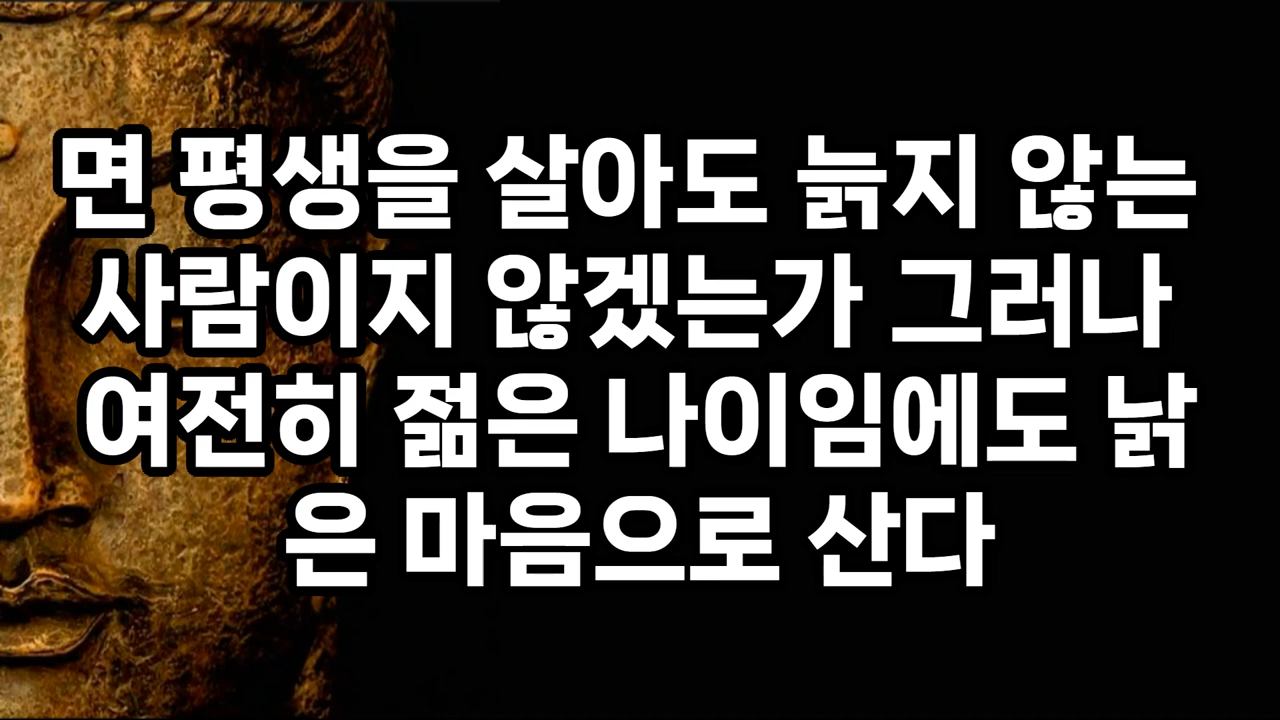 면 평생을 살아도 늙지 않는
사람이지 않겠는가 그러나
여전히 젊은 나이임에도 낡
은 마음으로 산다